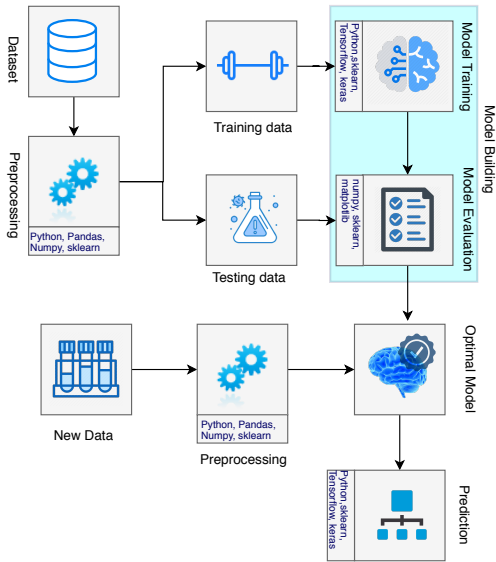 Dataset
Training data
Python,sklearn,
Tensorflow, keras
Model Training
Model Building
Preprocessing
Python, Pandas,
Numpy, sklearn
Testing data
numpy, sklearn,
matplotlib
Model Evaluation
New Data
Python, Pandas,
Numpy, sklearn
Preprocessing
Optimal Model
Python,sklearn,
Tensorflow, keras
Prediction